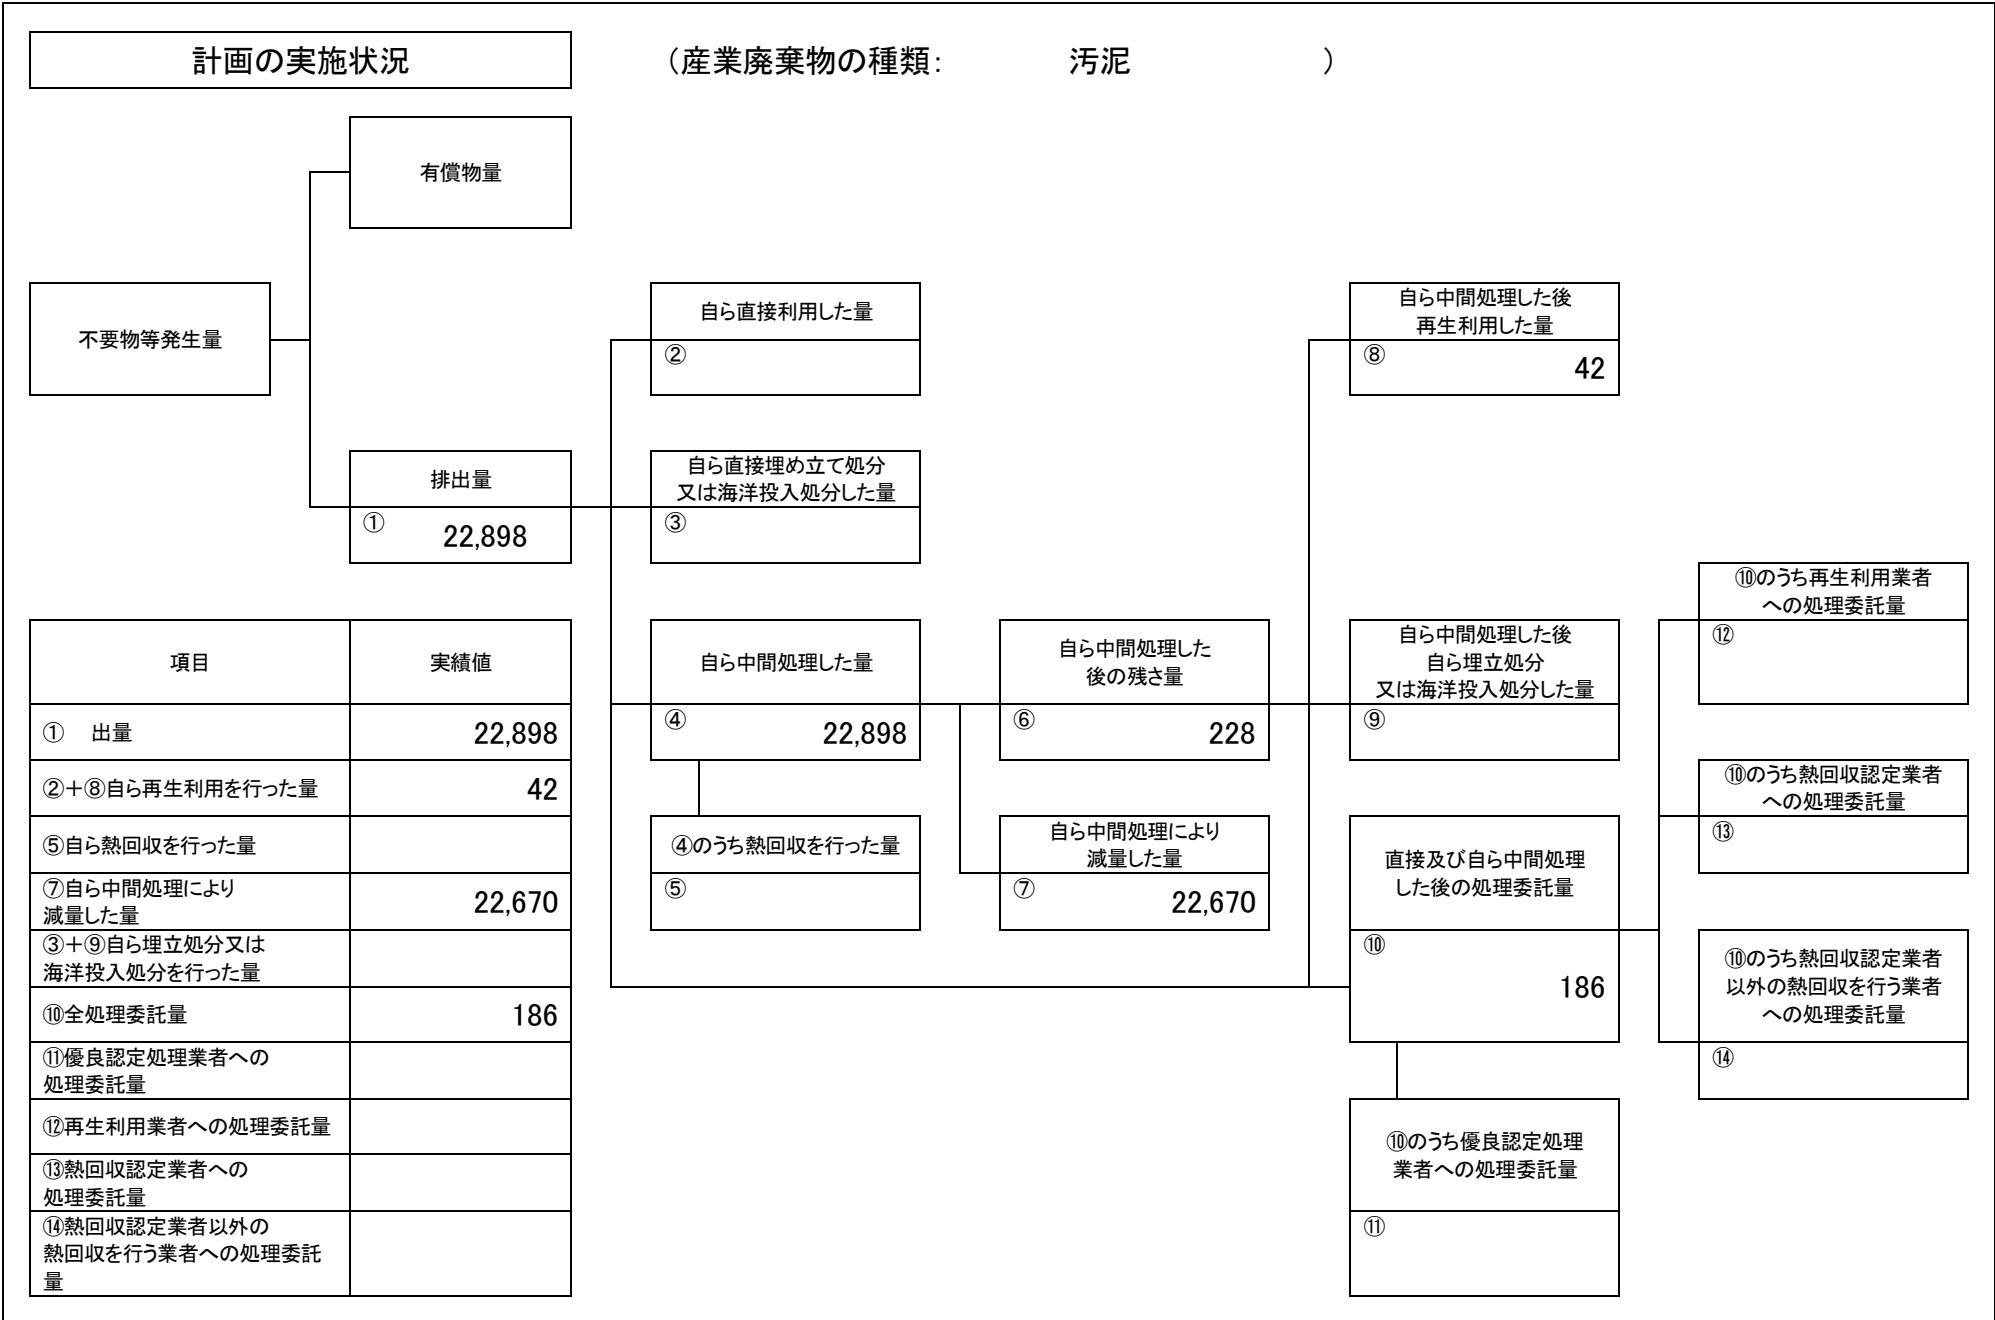 計画の実施状況
（産業廃棄物の種類： 汚泥 ）
有償物量
不要物等発生量
排出量
① 22,898
自ら直接利用した量
②
自ら直接埋め立て処分
又は海洋投入処分した量
③
自ら中間処理した量
④ 22,898
④のうち熱回収を行った量
⑤
自ら中間処理した
後の残さ量
⑥ 228
自ら中間処理により
減量した量
⑦ 22,670
自ら中間処理した後
再生利用した量
⑧ 42
自ら中間処理した後
自ら埋立処分
又は海洋投入処分した量
⑨
直接及び自ら中間処理
した後の処理委託量
⑩
186
⑩のうち優良認定処理
業者への処理委託量
⑪
⑩のうち再生利用業者
への処理委託量
⑫
⑩のうち熱回収認定業者
への処理委託量
⑬
⑩のうち熱回収認定業者
以外の熱回収を行う業者
への処理委託量
⑭
項目 実績値
① 出量 22,898
②＋⑧自ら再生利用を行った量 42
⑤自ら熱回収を行った量
⑦自ら中間処理により
減量した量 22,670
③＋⑨自ら埋立処分又は
海洋投入処分を行った量
⑩全処理委託量 186
⑪優良認定処理業者への
処理委託量
⑫再生利用業者への処理委託量
⑬熱回収認定業者への
処理委託量
⑭熱回収認定業者以外の
熱回収を行う業者への処理委託
量